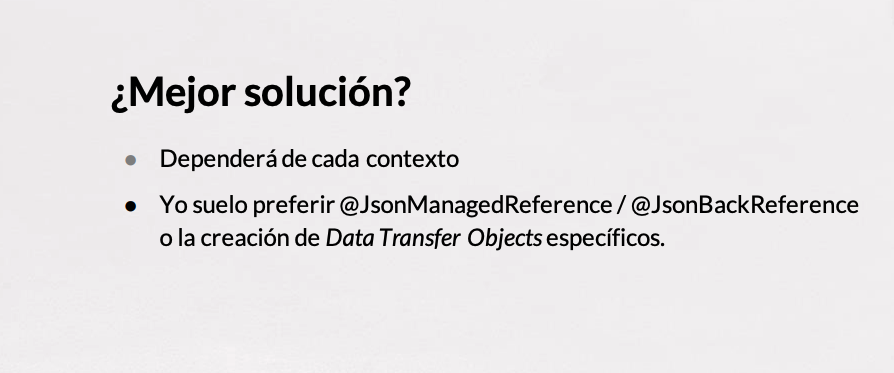 ¿Mejor solución?
● Dependerá de cada contexto
● Yo suelo preferir @JsonManagedReference / @JsonBackReference
o la creación de Data Transfer Objects específicos.